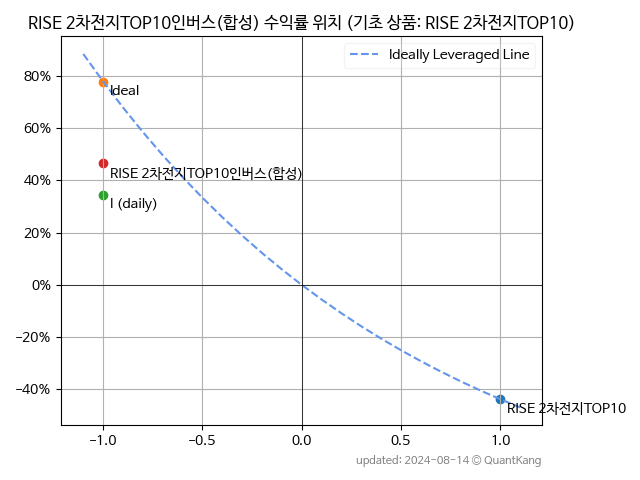 RISE 2차전지TOP10인버스(합성) 수익률 위치 (기초 상품: RISE 2차전지TOP10)
Ideally Leveraged Line
80%
60%
40%
20%
0%
−20%
−40%
Ideal
RISE 2차전지TOP10인버스(합성)
I (daily)
RISE 2차전지TOP10
−1.0
−0.5
0.0
0.5
1.0
updated: 2024-08-14 © QuantKang